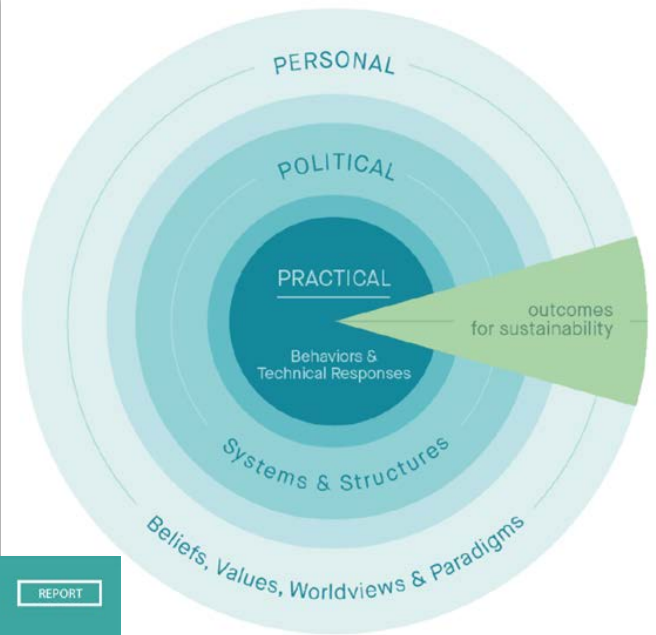 PERSONAL
POLITICAL
PRACTICAL
outcomes
for sustainability
Behaviors &
Technical Responses
Systems & Structures
Beliefs, Values, Worldviews & Paradigms
REPORT